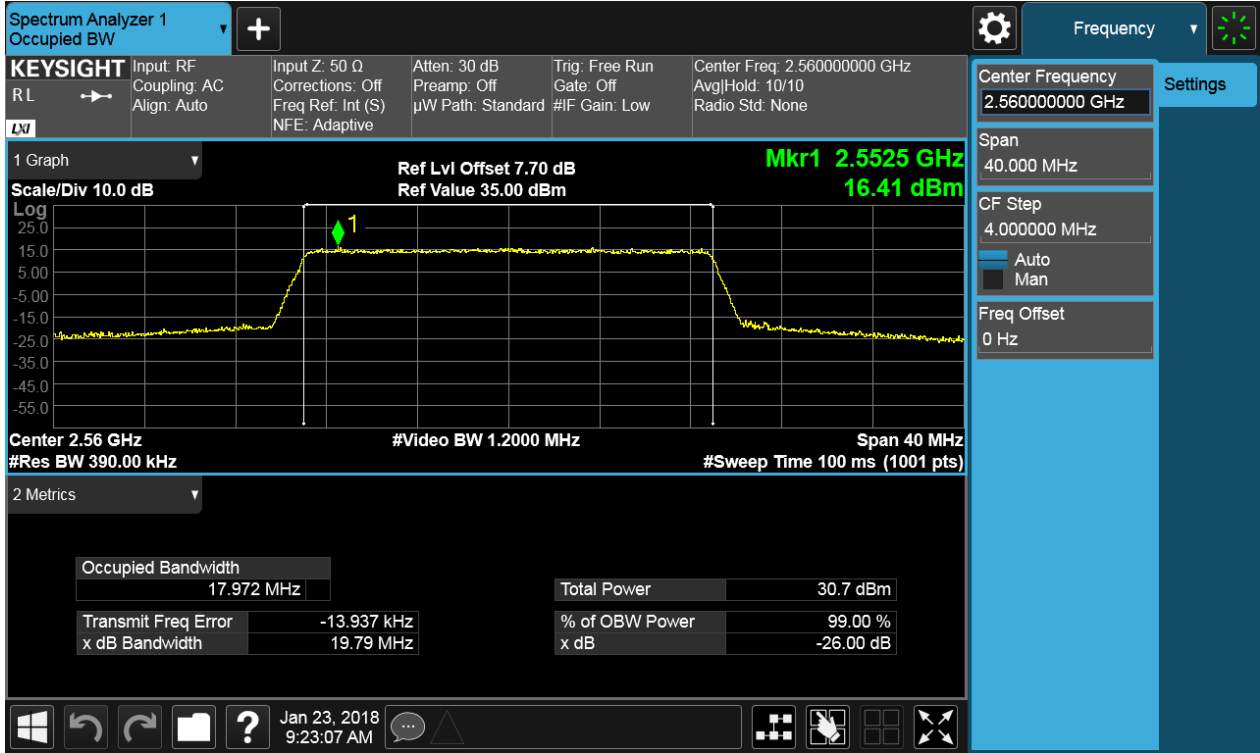 Spectrum Analyzer 1
Occupied BW
+
Frequency
KEYSIGHT
RL
LXI
Input: RF
Coupling: AC
Align: Auto
Input Z: 50 Ω
Corrections: Off
Freq Ref: Int (S)
NFE: Adaptive
Atten: 30 dB
Preamp: Off
µW Path: Standard
Trig: Free Run
Gate: Off
#IF Gain: Low
Center Freq: 2.560000000 GHz
Avg|Hold: 10/10
Radio Std: None
Center Frequency
2.560000000 GHz
Settings
Span
40.000 MHz
CF Step
4.000000 MHz
Auto
Man
Freq Offset
0 Hz
1 Graph
Scale/Div 10.0 dB
Ref Lvl Offset 7.70 dB
Ref Value 35.00 dBm
Mkr1 2.5525 GHz
16.41 dBm
Log
25.0
15.0
5.00
-5.00
-15.0
-25.0
-35.0
-45.0
-55.0
1
Center 2.56 GHz
#Video BW 1.2000 MHz
Span 40 MHz
#Res BW 390.00 kHz
#Sweep Time 100 ms (1001 pts)
2 Metrics
Occupied Bandwidth
17.972 MHz
Total Power 30.7 dBm
Transmit Freq Error -13.937 kHz
% of OBW Power 99.00 %
x dB Bandwidth 19.79 MHz
x dB -26.00 dB
?
Jan 23, 2018
9:23:07 AM